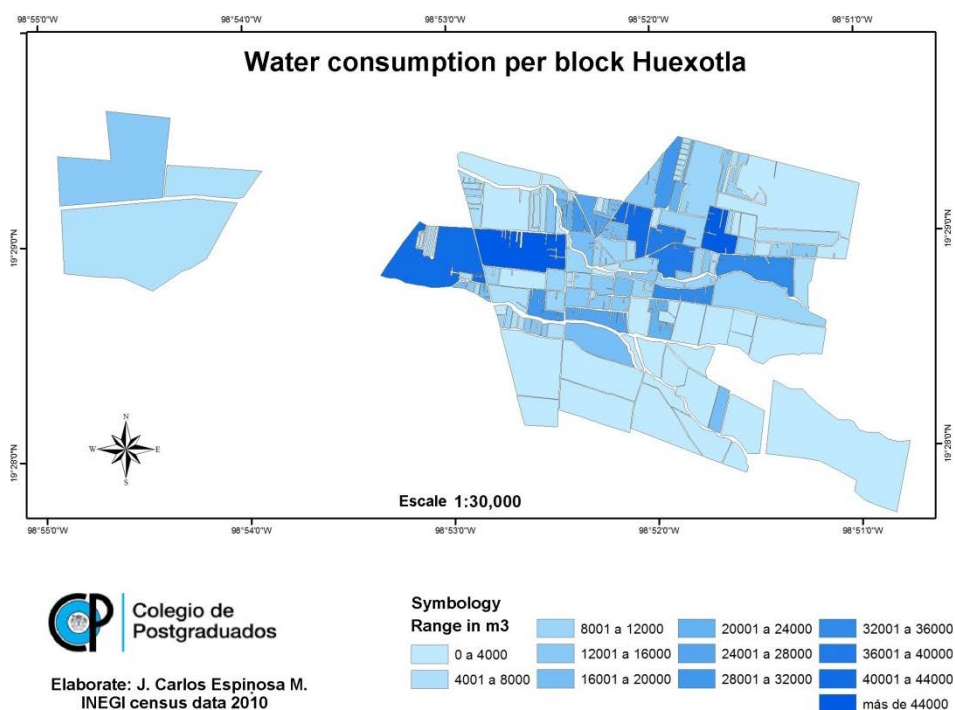 98°55'0"W 98°54'0"W 98°53'0"W 98°52'0"W 98°51'0"W
Water consumption per block Huexotla
19°29'0"N 19°29'0"N
N
W E
S
19°28'0"N 19°28'0"N
Escale 1:30,000
98°55'0"W 98°54'0"W 98°53'0"W 98°52'0"W 98°51'0"W
CP
Colegio de
Postgraduados
Elaborate: J. Carlos Espinosa M.
INEGI census data 2010
Symbology
Range in m3
0 a 4000
4001 a 8000
8001 a 12000
12001 a 16000
16001 a 20000
20001 a 24000
24001 a 28000
28001 a 32000
32001 a 36000
36001 a 40000
40001 a 44000
más de 44000